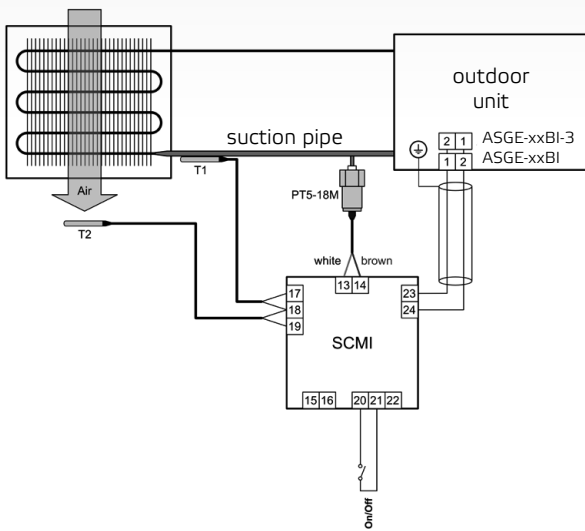 outdoor
unit
2 1 ASGE-xxBI-3
1 2 ASGE-xxBI
suction pipe
T1
Air
PT5-18M
T2
white brown
13 14
17
18
19
23
24
SCMI
15 16 20 21 22
On/Off